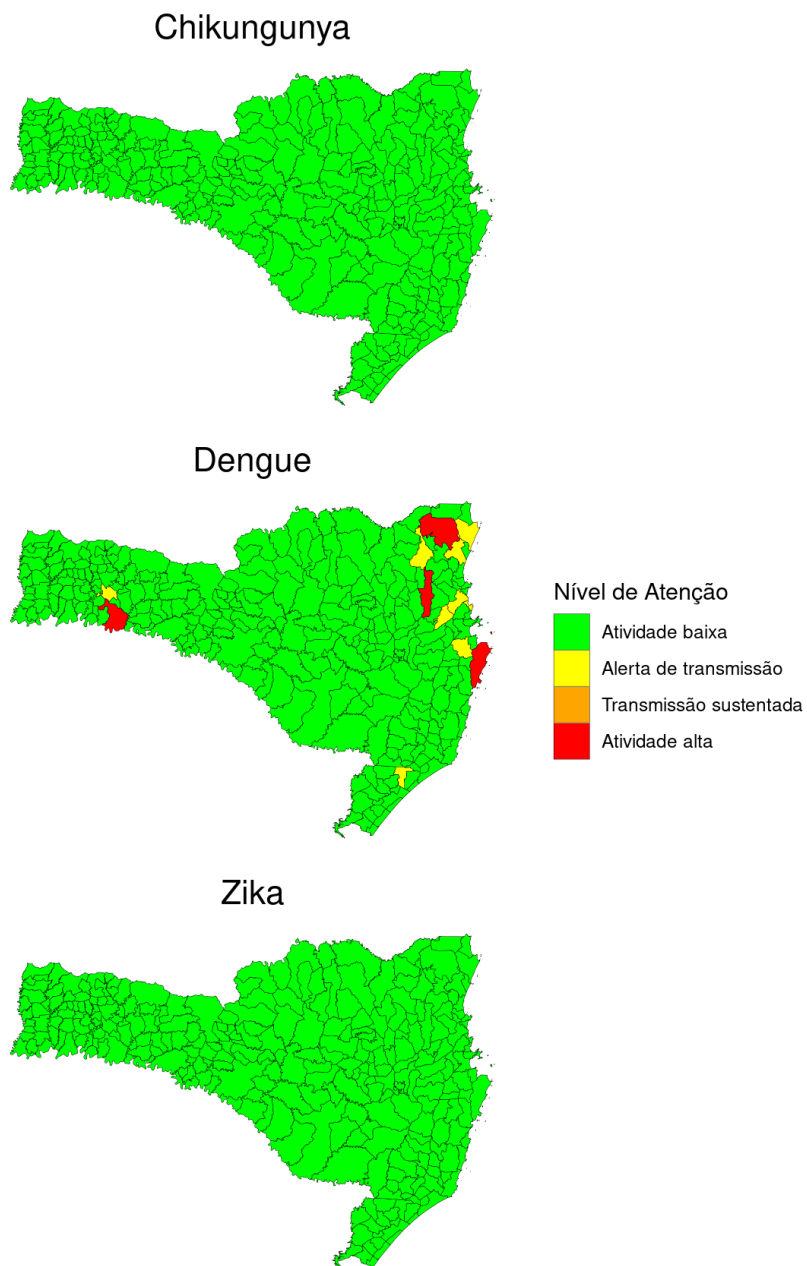 Chikungunya
Dengue
Nível de Atenção
Atividade baixa
Alerta de transmissão
Transmissão sustentada
Atividade alta
Zika